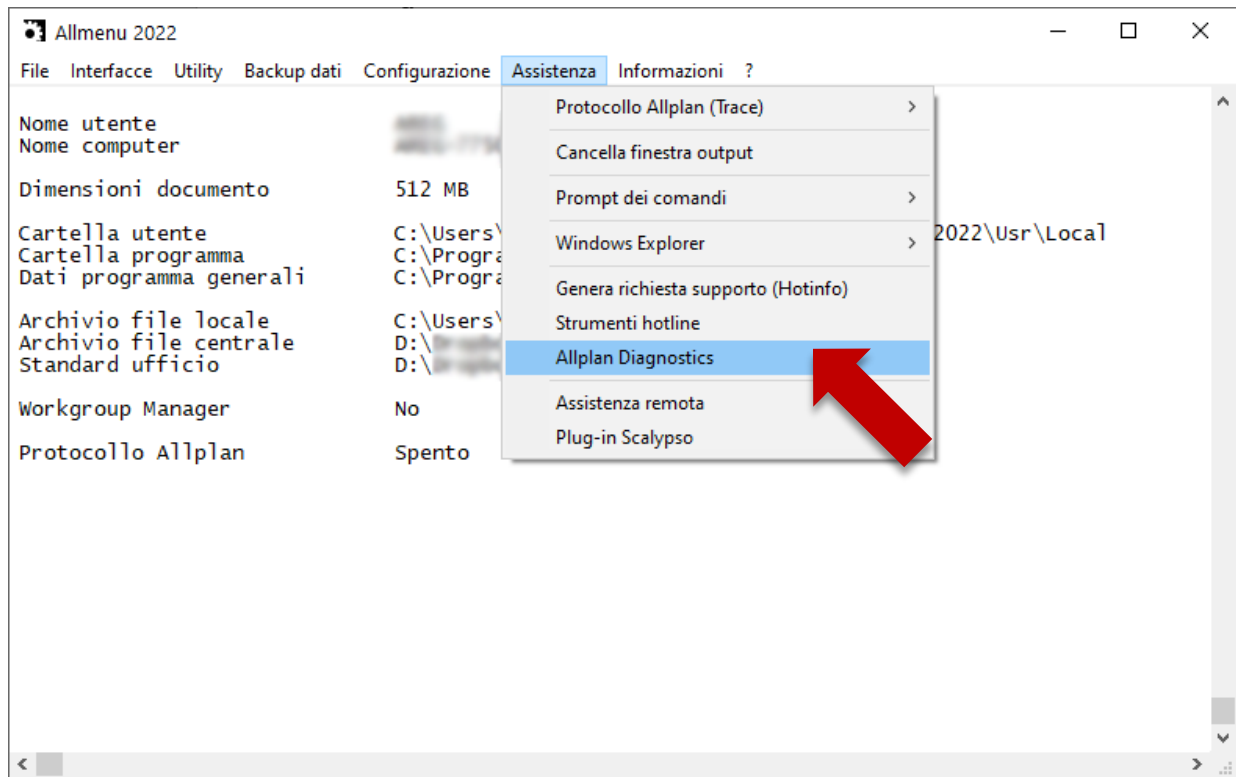 Allmenu 2022
File Interfacce Utility Backup dati Configurazione Assistenza Informazioni ?
Nome utente
Nome computer
Dimensioni documento 512 MB
Cartella utente C:\Users\ 2022\Usr\Local
Cartella programma C:\Progra
Dati programma generali C:\Progra
Archivio file locale C:\Users\
Archivio file centrale D:\
Standard ufficio D:\
Workgroup Manager No
Protocollo Allplan Spento
Protocollo Allplan (Trace)
Cancella finestra output
Prompt dei comandi
Windows Explorer
Genera richiesta supporto (Hotinfo)
Strumenti hotline
Allplan Diagnostics
Assistenza remota
Plug-in Scalypso